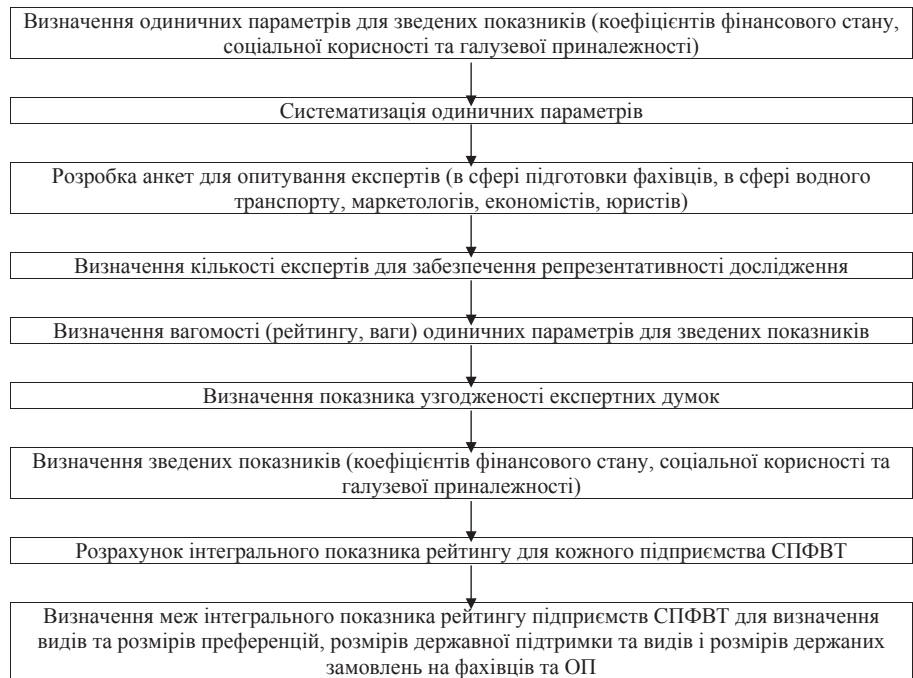 Визначення одиничних параметрів для зведених показників (коефіцієнтів фінансового стану,
соціальної корисності та галузевої приналежності)
Систематизація одиничних параметрів
Розробка анкет для опитування експертів (в сфері підготовки фахівців, в сфері водного
транспорту, маркетологів, економістів, юристів)
Визначення кількості експертів для забезпечення репрезентативності дослідження
Визначення вагомості (рейтингу, ваги) одиничних параметрів для зведених показників
Визначення показника узгодженості експертних думок
Визначення зведених показників (коефіцієнтів фінансового стану, соціальної корисності та
галузевої приналежності)
Розрахунок інтегрального показника рейтингу для кожного підприємства СПФВТ
Визначення меж інтегрального показника рейтингу підприємств СПФВТ для визначення
видів та розмірів преференцій, розмірів державної підтримки та видів і розмірів держаних
замовлень на фахівців та ОП